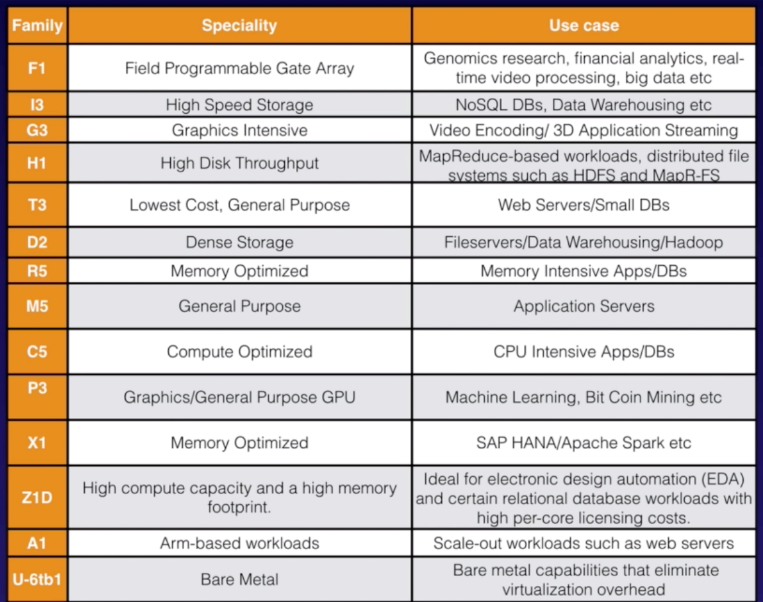 Family Speciality Use case
F1 Field Programmable Gate Array Genomics research, financial analytics, real-
time video processing, big data etc
I3 High Speed Storage NoSQL DBs, Data Warehousing etc
G3 Graphics Intensive Video Encoding/ 3D Application Streaming
H1 High Disk Throughput MapReduce-based workloads, distributed file
systems such as HDFS and MapR-FS
T3 Lowest Cost, General Purpose Web Servers/Small DBs
D2 Dense Storage Fileservers/Data Warehousing/Hadoop
R5 Memory Optimized Memory Intensive Apps/DBs
M5 General Purpose Application Servers
C5 Compute Optimized CPU Intensive Apps/DBs
P3 Graphics/General Purpose GPU Machine Learning, Bit Coin Mining etc
X1 Memory Optimized SAP HANA/Apache Spark etc
Z1D High compute capacity and a high memory
footprint. Ideal for electronic design automation (EDA)
and certain relational database workloads with
high per-core licensing costs.
A1 Arm-based workloads Scale-out workloads such as web servers
U-6tb1 Bare Metal Bare metal capabilities that eliminate
virtualization overhead